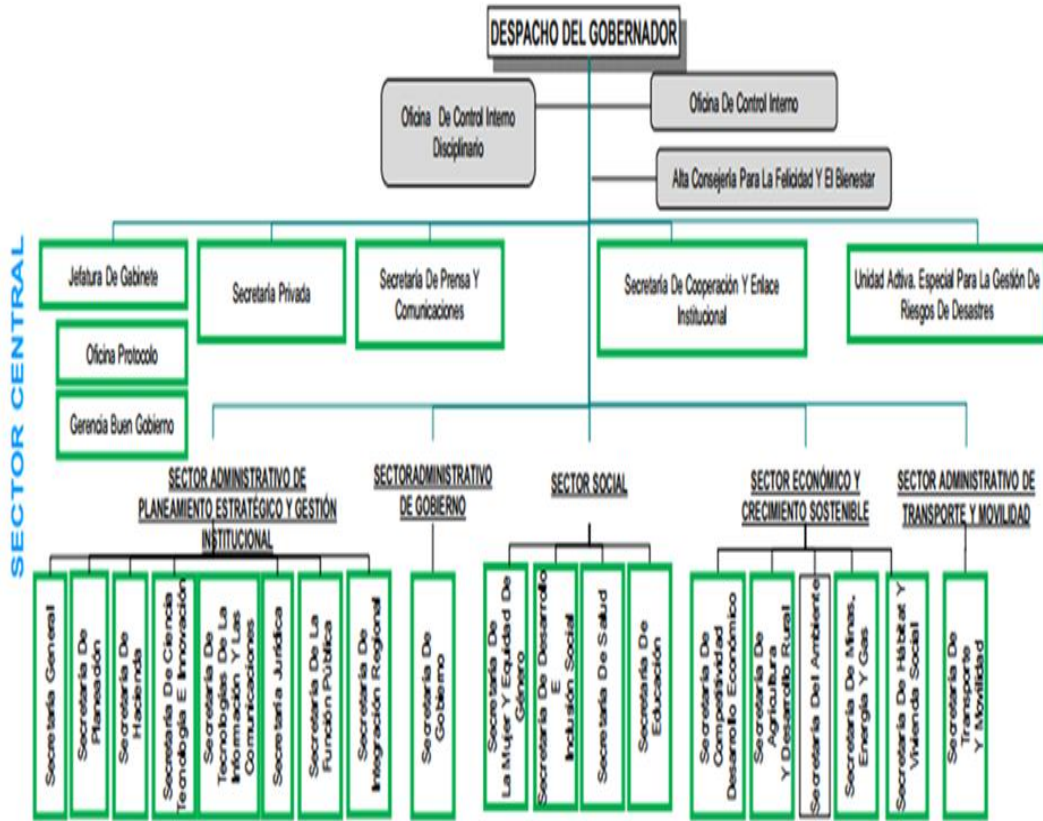 DESPACHO DEL GOBERNADOR
Oficina De Control Interno
Disciplinario
Oficina De Control Interno
Alta Consejería Para La Felicidad Y El Bienestar
SECTOR CENTRAL
Jefatura De Gabinete
Secretaría Privada
Secretaría De Prensa Y
Comunicaciones
Secretaría De Cooperación Y Enlace
Institucional
Unidad Adtiva. Especial Para La Gestión De
Riesgos De Desastres
Oficina Protocolo
Gerencia Buen Gobierno
SECTOR ADMINISTRATIVO DE
PLANEAMIENTO ESTRATÉGICO Y GESTIÓN
INSTITUCIONAL
SECTORADMINISTRATIVO
DE GOBIERNO
SECTOR SOCIAL
SECTOR ECONÓMICO Y
CRECIMIENTO SOSTENIBLE
SECTOR ADMINISTRATIVO DE
TRANSPORTE Y MOVILIDAD
Secretaría General
Secretaría De
Planeación
Secretaría De
Hacienda
Secretaría De Ciencia
Tecnología E Innovación
Secretaría De
Tecnologías De La
Información Y Las
Comunicaciones
Secretaría Jurídica
Secretaría De La
Función Pública
Secretaría De
Integración Regional
Secretaría De
Gobierno
Secretaría De
La Mujer Y Equidad De
Género
Secretaría De Desarrollo
E
Inclusión Social
Secretaría De Salud
Secretaría De
Educación
Secretaría De
Competitividad
Desarrollo Económico
Secretaría De
Agricultura
Y Desarrollo Rural
Secretaría Del Ambiente
Secretaría De Minas,
Energía Y Gas
Secretaría De Hábitat Y
Vivienda Social
Secretaría De
Transporte
Y Movilidad